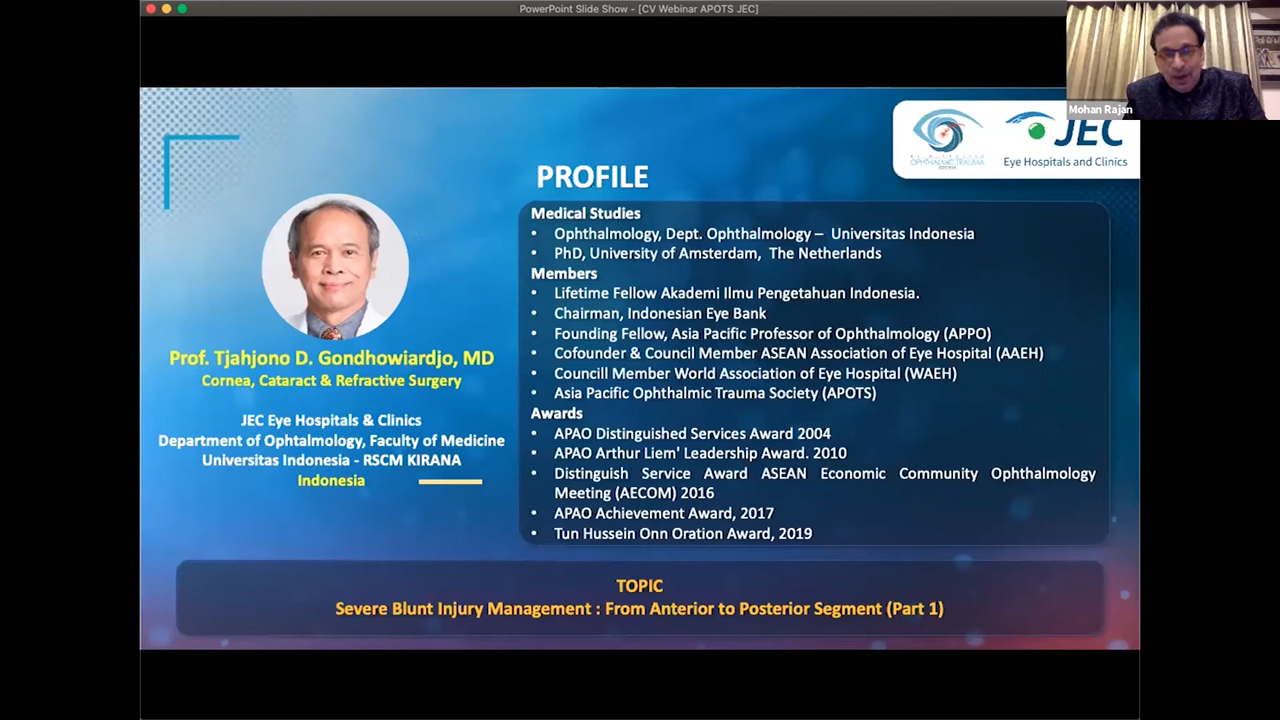 PowerPoint Slide Show - [CV Webinar APOTS JEC]
Mohan Rajan
OPHTHALMIC TRAUMA
SOCIETY
JEC
Eye Hospitals and Clinics
PROFILE
Prof. Tjahjono D. Gondhowiardjo, MD
Cornea, Cataract & Refractive Surgery
JEC Eye Hospitals & Clinics
Department of Ophtalmology, Faculty of Medicine
Universitas Indonesia - RSCM KIRANA
Indonesia
Medical Studies
• Ophthalmology, Dept. Ophthalmology – Universitas Indonesia
• PhD, University of Amsterdam, The Netherlands
Members
• Lifetime Fellow Akademi Ilmu Pengetahuan Indonesia.
• Chairman, Indonesian Eye Bank
• Founding Fellow, Asia Pacific Professor of Ophthalmology (APPO)
• Cofounder & Council Member ASEAN Association of Eye Hospital (AAEH)
• Councill Member World Association of Eye Hospital (WAEH)
• Asia Pacific Ophthalmic Trauma Society (APOTS)
Awards
• APAO Distinguished Services Award 2004
• APAO Arthur Liem' Leadership Award. 2010
• Distinguish Service Award ASEAN Economic Community Ophthalmology
Meeting (AECOM) 2016
• APAO Achievement Award, 2017
• Tun Hussein Onn Oration Award, 2019
TOPIC
Severe Blunt Injury Management : From Anterior to Posterior Segment (Part 1)